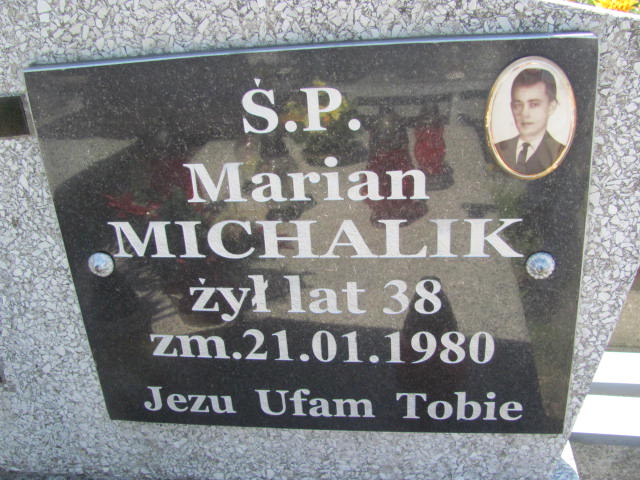 Ś.P.
Marian
MICHALIK
żył lat 38
zm.21.01.1980
Jezu Ufam Tobie